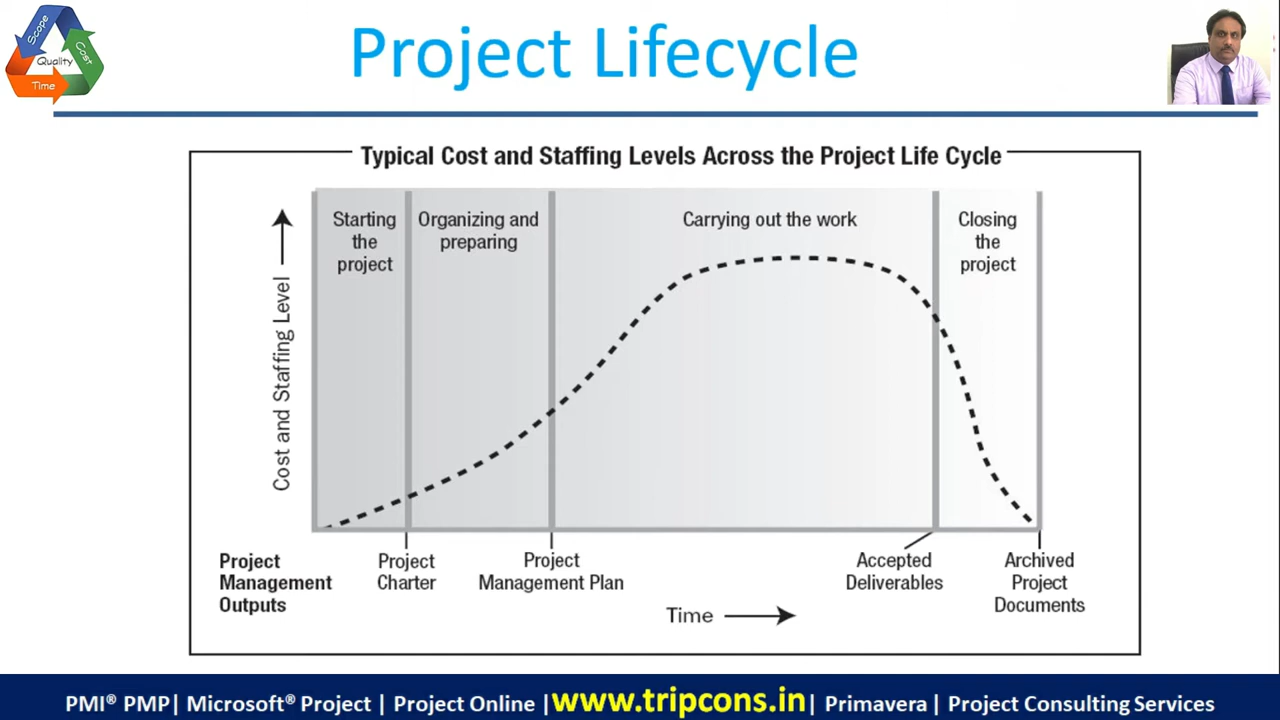 Scope
Cost
Quality
Time
Project Lifecycle
Typical Cost and Staffing Levels Across the Project Life Cycle
Starting
the
project
Organizing and
preparing
Carrying out the work
Closing
the
project
Cost and Staffing Level
Project
Management
Outputs
Project
Charter
Project
Management Plan
Accepted
Deliverables
Archived
Project
Documents
Time
PMI® PMP| Microsoft® Project | Project Online |www.tripcons.in| Primavera | Project Consulting Services